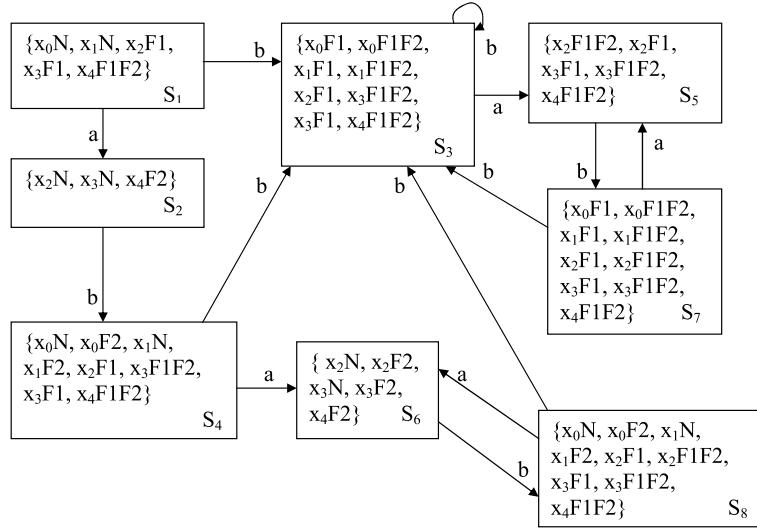 {x₀N, x₁N, x₂F1,
x₃F1, x₄F1F2}
S₁
b
{x₀F1, x₀F1F2,
x₁F1, x₁F1F2,
x₂F1, x₃F1F2,
x₃F1, x₄F1F2}
S₃
b
a
{x₂F1F2, x₂F1,
x₃F1, x₃F1F2,
x₄F1F2} S₅
a
{x₂N, x₃N, x₄F2}
S₂
b
b
b
b
b
a
{x₀F1, x₀F1F2,
x₁F1, x₁F1F2,
x₂F1, x₂F1F2,
x₃F1, x₃F1F2,
x₄F1F2} S₇
{x₀N, x₀F2, x₁N,
x₁F2, x₂F1, x₃F1F2,
x₃F1, x₄F1F2}
S₄
a
{ x₂N, x₂F2,
x₃N, x₃F2,
x₄F2} S₆
a
b
{x₀N, x₀F2, x₁N,
x₁F2, x₂F1, x₂F1F2,
x₃F1, x₃F1F2,
x₄F1F2} S₈